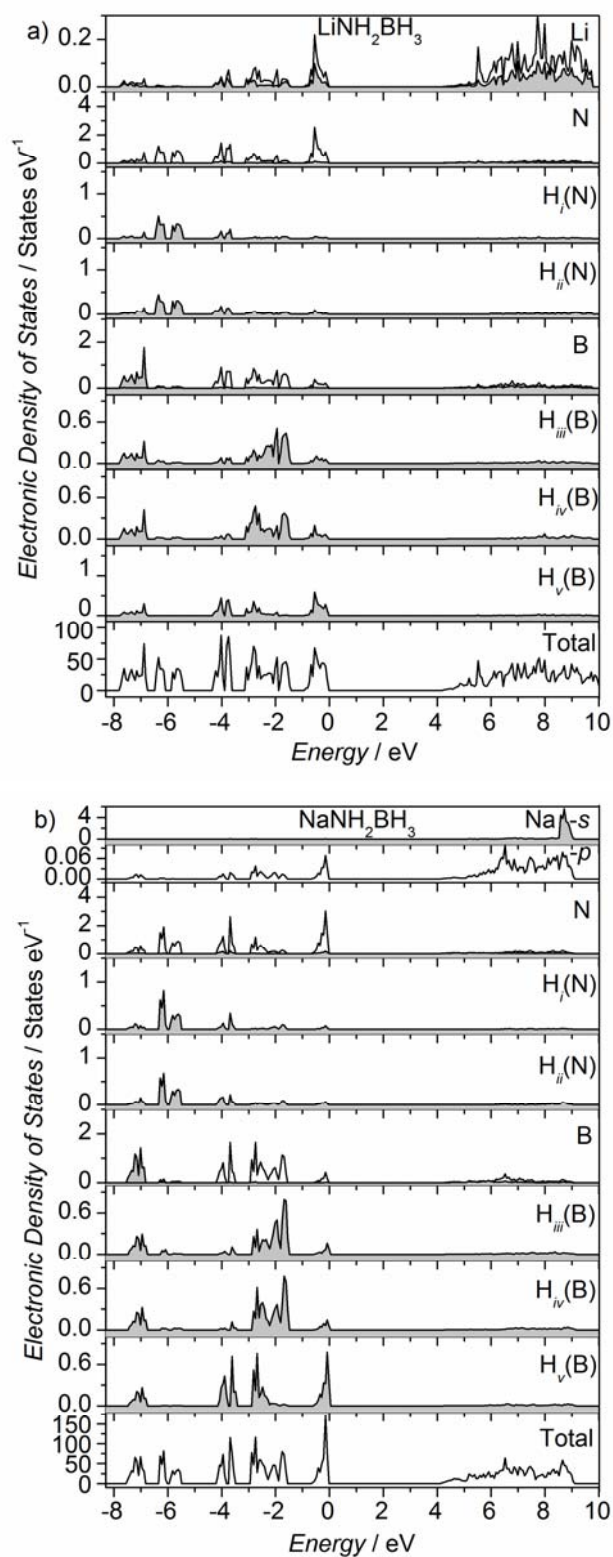 a) LiNH₂BH₃ Li
0.2
0.0
N
4
2
0
Hᵢ(N)
1
0
Hᵢᵢ(N)
1
0
B
2
0
Hᵢᵢᵢ(B)
0.6
0.0
Hᵢᵥ(B)
0.6
0.0
Hᵥ(B)
1
0
Total
100
75
50
25
0
-8 -6 -4 -2 0 2 4 6 8 10
Energy / eV
Electronic Density of States / States eV⁻¹
b) NaNH₂BH₃ Na -s
4
0
-p
0.06
0.00
N
4
2
0
Hᵢ(N)
1
0
Hᵢᵢ(N)
1
0
B
2
0
Hᵢᵢᵢ(B)
0.6
0.0
Hᵢᵥ(B)
0.6
0.0
Hᵥ(B)
0.6
0.0
Total
150
100
50
0
-8 -6 -4 -2 0 2 4 6 8 10
Energy / eV
Electronic Density of States / States eV⁻¹